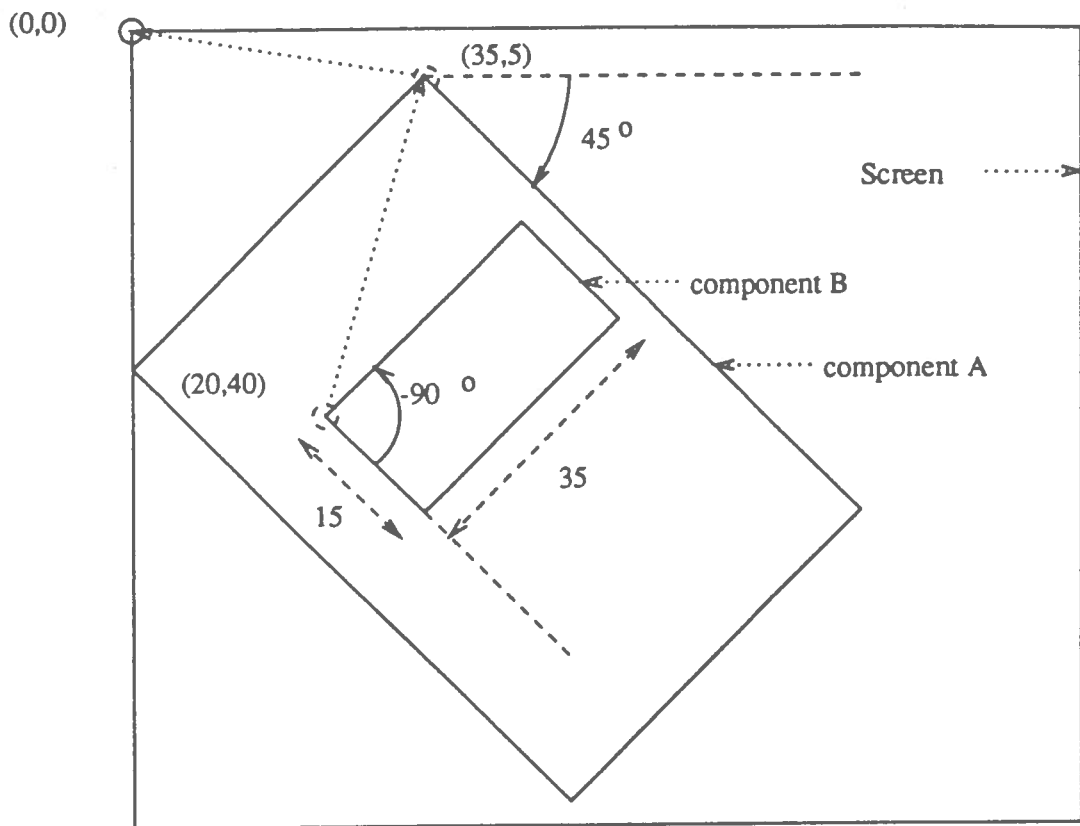 (0,0)
(35,5)
45 o
Screen
component B
component A
(20,40)
-90 o
35
15